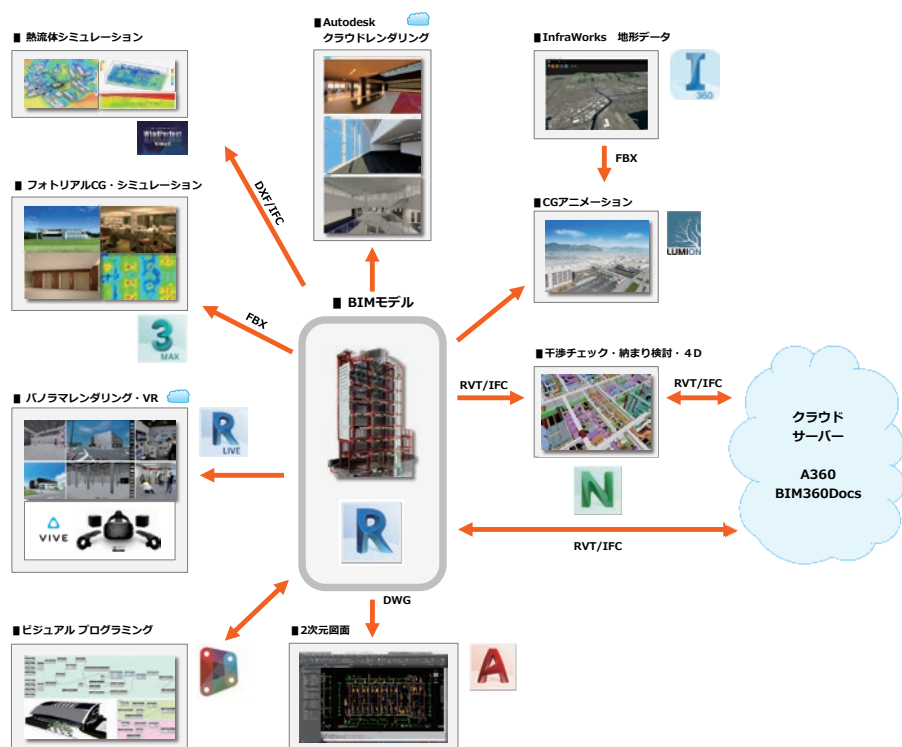 ■ 熱流体シミュレーション
WindPerfect
■Autodesk
クラウドレンダリング
■InfraWorks 地形データ
I
360
FBX
■ フォトリアルCG・シミュレーション
3
MAX
DXF/IFC
FBX
■CGアニメーション
LUMION
■ BIMモデル
R
■ パノラマレンダリング・VR
R
LIVE
VIVE
RVT/IFC
■干渉チェック・納まり検討・４D
N
RVT/IFC
クラウド
サーバー
A360
BIM360Docs
RVT/IFC
■ビジュアル プログラミング
DWG
■2次元図面
A